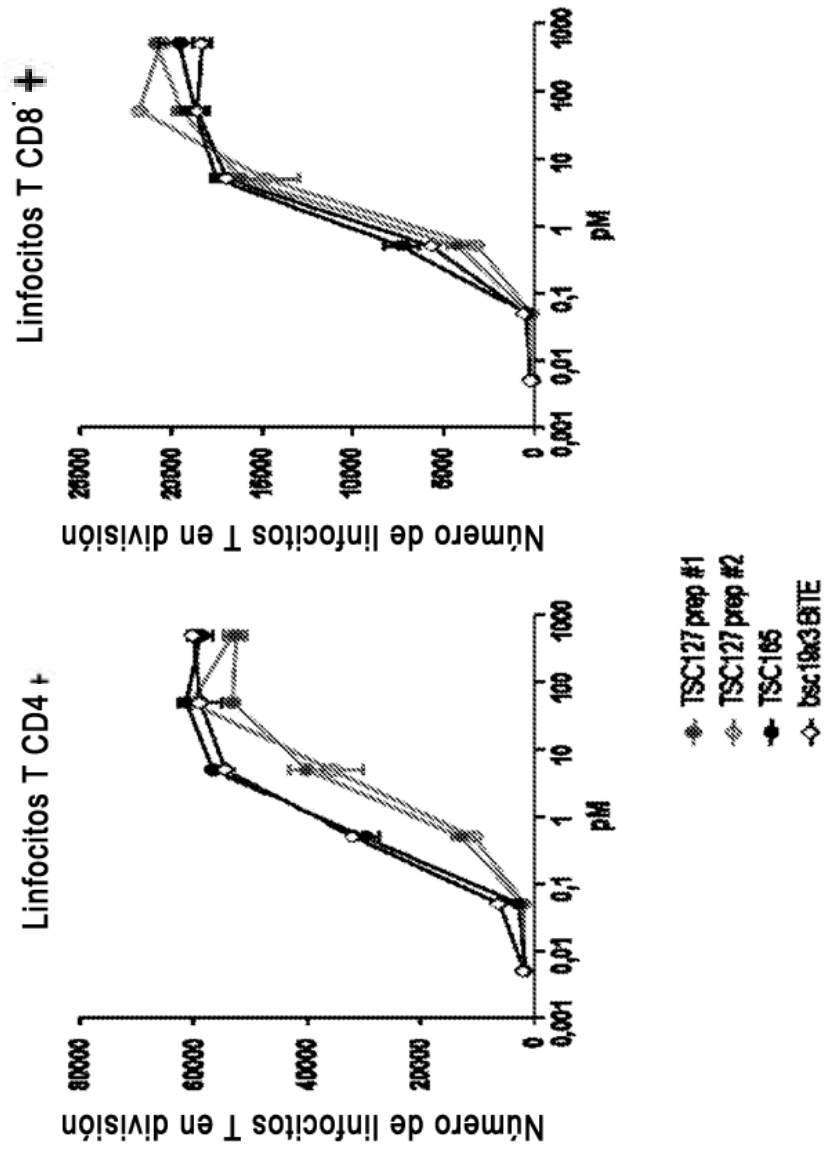 Linfocitos T CD4 +
Número de linfocitos T en división
80000
60000
40000
20000
0
0,001
0,01
0,1
1
10
100
1000
pM
Linfocitos T CD8 +
Número de linfocitos T en división
25000
20000
15000
10000
5000
0
0,001
0,01
0,1
1
10
100
1000
pM
TSC127 prep #1
TSC127 prep #2
TSC165
bsc19x3 BiTE